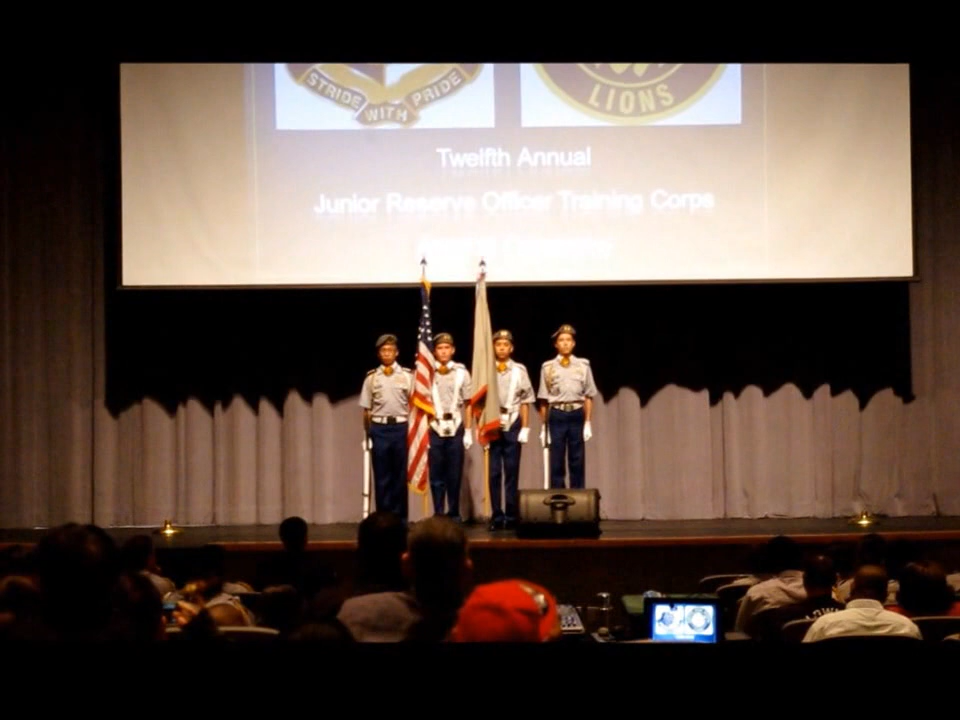 STRIDE WITH PRIDE
LIONS
Twelfth Annual
Junior Reserve Officer Training Corps